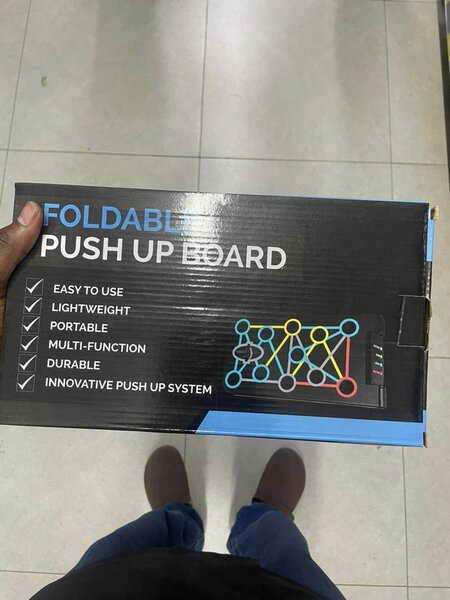 FOLDABLE
PUSH UP BOARD
EASY TO USE
LIGHTWEIGHT
PORTABLE
MULTI-FUNCTION
DURABLE
INNOVATIVE PUSH UP SYSTEM